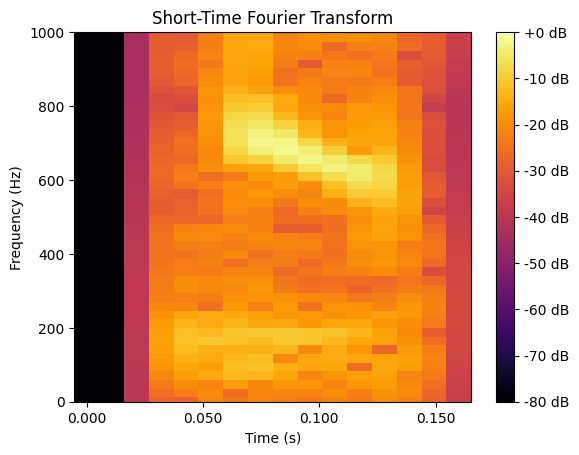 Short-Time Fourier Transform
1000
800
600
400
200
0
Frequency (Hz)
0.000
0.050
0.100
0.150
Time (s)
+0 dB
-10 dB
-20 dB
-30 dB
-40 dB
-50 dB
-60 dB
-70 dB
-80 dB